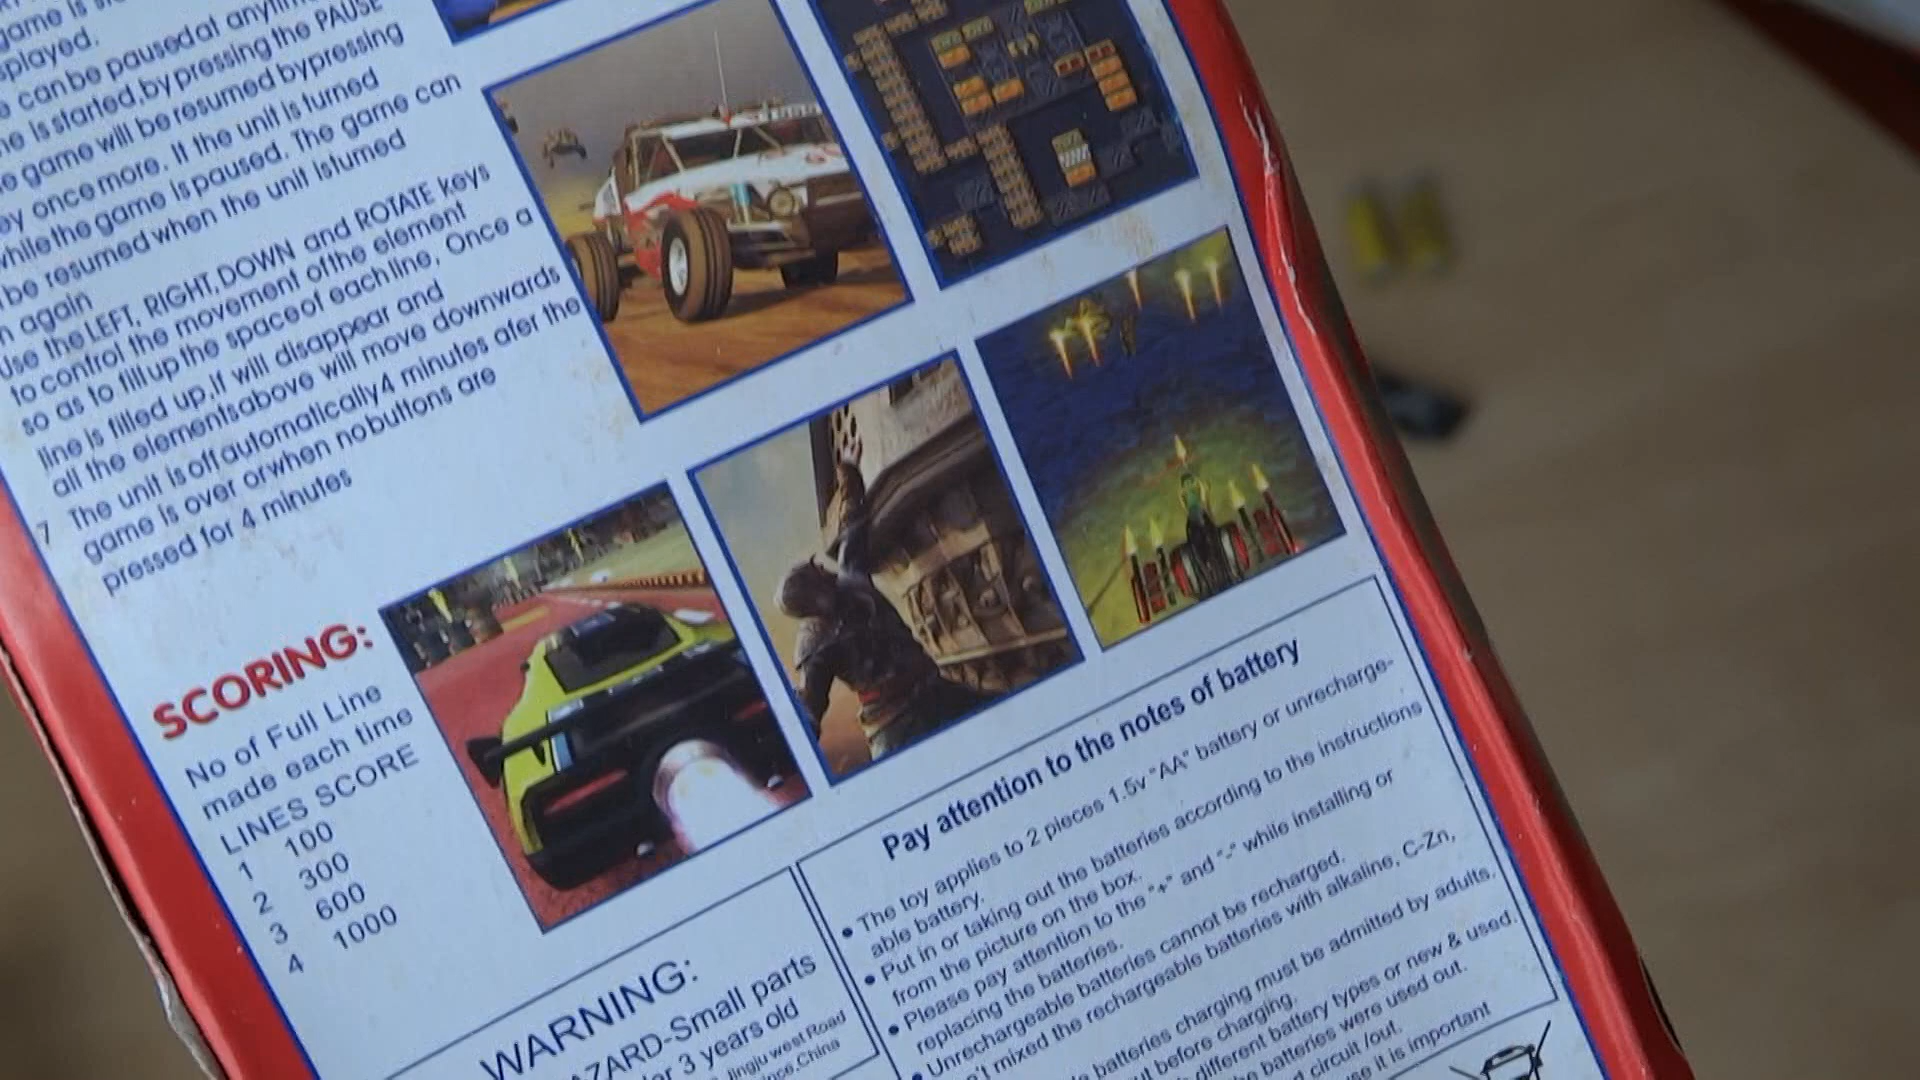 game is
played.
can be paused at anytime
is started, by pressing the PAUSE
game will be resumed by pressing
once more. If the unit is turned
while the game is paused. The game can
be resumed when the unit is turned
again
Use the LEFT, RIGHT, DOWN and ROTATE keys
to control the movement of the element
so as to fill up the space of each line, Once a
line is filled up, if will disappear and
all the elements above will move downwards
7 The unit is off automatically 4 minutes afer the
game is over or when no buttons are
pressed for 4 minutes
SCORING:
No of Full Line
made each time
LINES SCORE
1 100
2 300
3 600
4 1000
WARNING:
HAZARD-Small parts
3 years old
Jingju west Road
China
Pay attention to the notes of battery
• The toy applies to 2 pieces 1.5v "AA" battery or unrecharge-
able battery.
• Put in or taking out the batteries according to the instructions
from the picture on the box.
• Please pay attention to the "+" and "-" while installing or
replacing the batteries.
• Unrechargeable batteries cannot be recharged.
mixed the rechargeable batteries with alkaline, C-Zn,
batteries charging must be admitted by adults.
before charging.
different battery types or new & used.
the batteries were used out.
circuit /out.
it is important